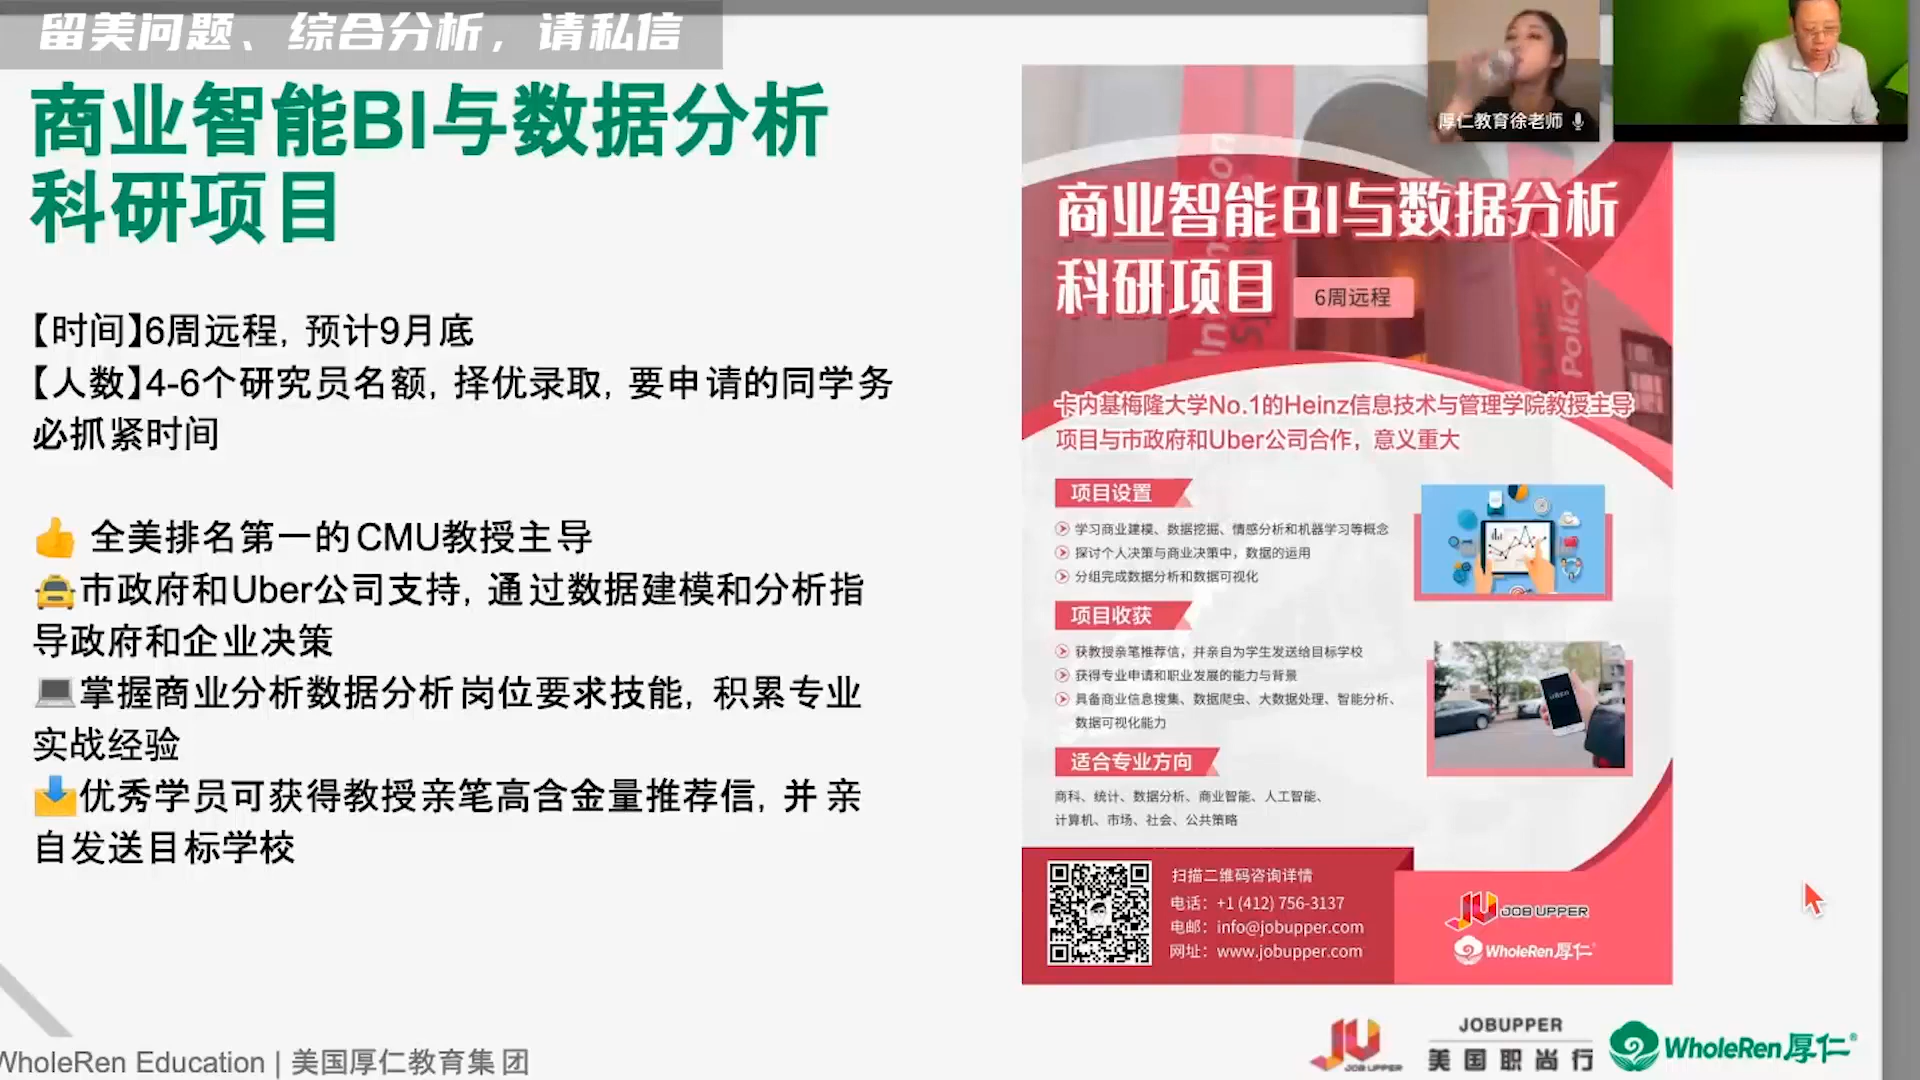 留美问题、综合分析，请私信
商业智能BI与数据分析
科研项目
【时间】6周远程，预计9月底
【人数】4-6个研究员名额，择优录取，要申请的同学务
必抓紧时间
全美排名第一的CMU教授主导
市政府和Uber公司支持，通过数据建模和分析指
导政府和企业决策
掌握商业分析数据分析岗位要求技能，积累专业
实战经验
优秀学员可获得教授亲笔高含金量推荐信，并亲
自发送目标学校
WholeRen Education | 美国厚仁教育集团
厚仁教育徐老师
商业智能BI与数据分析
科研项目
6周远程
Policy
卡内基梅隆大学No.1的Heinz信息技术与管理学院教授主导
项目与市政府和Uber公司合作，意义重大
项目设置
学习商业建模、数据挖掘、情感分析和机器学习等概念
探讨个人决策与商业决策中，数据的运用
分组完成数据分析和数据可视化
项目收获
获教授亲笔推荐信，并亲自为学生发送给目标学校
获得专业申请和职业发展的能力与背景
具备商业信息搜集、数据爬虫、大数据处理、智能分析、
数据可视化能力
适合专业方向
商科、统计、数据分析、商业智能、人工智能、
计算机、市场、社会、公共策略
扫描二维码咨询详情
电话：+1 (412) 756-3137
电邮：info@jobupper.com
网址：www.jobupper.com
JU JOB UPPER
WholeRen厚仁
JU JOB UPPER
JOBUPPER
美国职尚行
WholeRen厚仁®